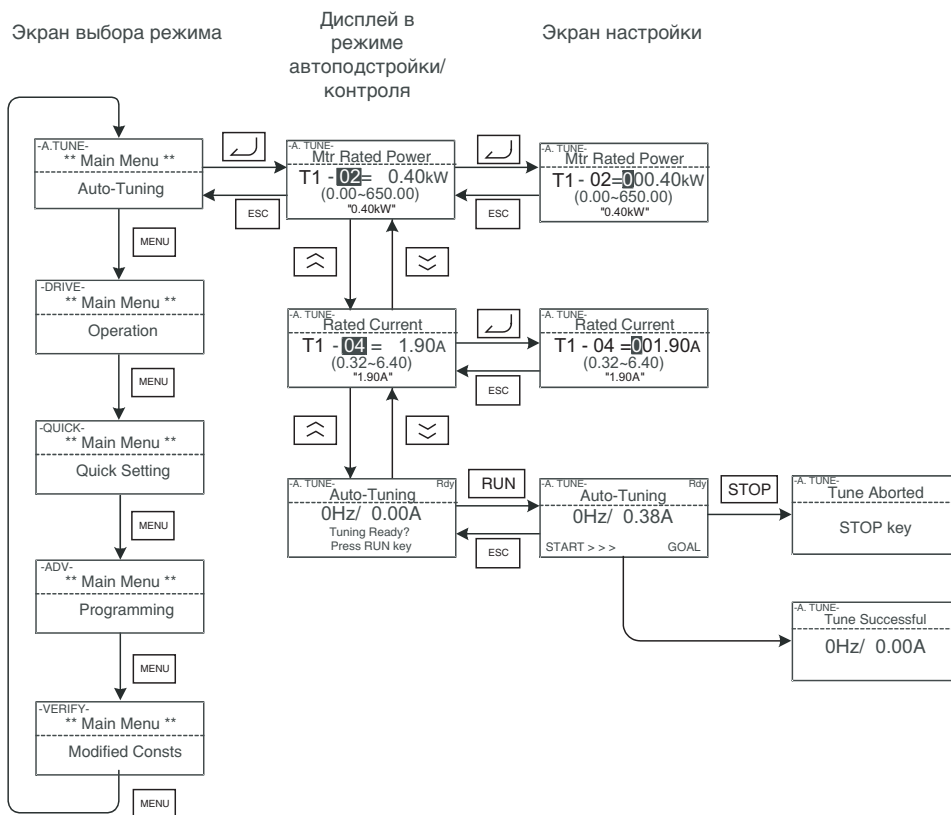 Экран выбора режима
Дисплей в
режиме
автоподстройки/
контроля
Экран настройки
-A.TUNE-
** Main Menu **
Auto-Tuning
MENU
-DRIVE-
** Main Menu **
Operation
MENU
-QUICK-
** Main Menu **
Quick Setting
MENU
-ADV-
** Main Menu **
Programming
MENU
-VERIFY-
** Main Menu **
Modified Consts
MENU
ESC
-A. TUNE-
Mtr Rated Power
T1 - 02= 0.40kW
(0.00~650.00)
"0.40kW"
ESC
-A. TUNE-
Mtr Rated Power
T1 - 02=000.40kW
(0.00~650.00)
"0.40kW"
-A. TUNE-
Rated Current
T1 - 04 = 1.90A
(0.32~6.40)
"1.90A"
ESC
-A. TUNE-
Rated Current
T1 - 04 =001.90A
(0.32~6.40)
"1.90A"
-A. TUNE- Rdy
Auto-Tuning
0Hz/ 0.00A
Tuning Ready?
Press RUN key
RUN
ESC
-A. TUNE- Rdy
Auto-Tuning
0Hz/ 0.38A
START > > > GOAL
STOP
-A. TUNE-
Tune Aborted
STOP key
-A. TUNE-
Tune Successful
0Hz/ 0.00A